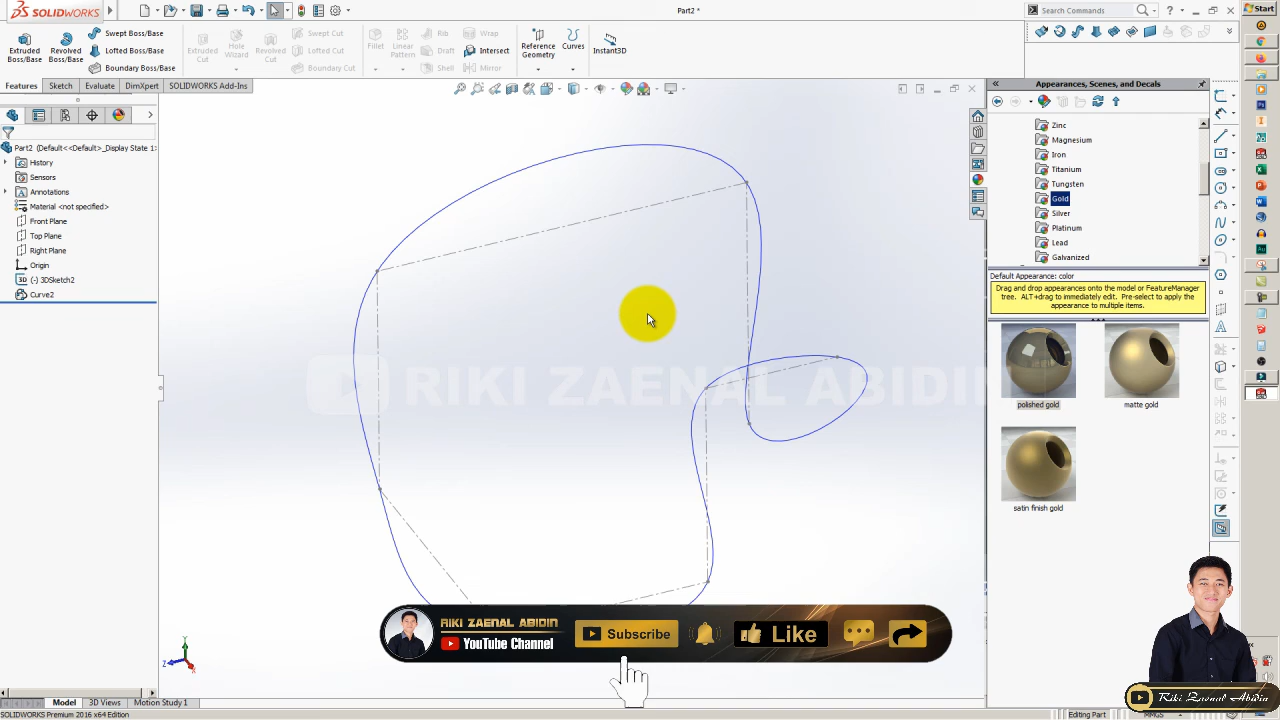 SOLIDWORKS
Part2 *
Search Commands
Start
Extruded Boss/Base
Revolved Boss/Base
Swept Boss/Base
Lofted Boss/Base
Boundary Boss/Base
Extruded Cut
Hole Wizard
Revolved Cut
Swept Cut
Lofted Cut
Boundary Cut
Fillet
Linear Pattern
Rib
Draft
Shell
Wrap
Intersect
Mirror
Reference Geometry
Curves
Instant3D
Features
Sketch
Evaluate
DimXpert
SOLIDWORKS Add-Ins
Part2 (Default<<Default>_Display State 1>
History
Sensors
Annotations
Material <not specified>
Front Plane
Top Plane
Right Plane
Origin
3D (-) 3DSketch2
Curve2
Appearances, Scenes, and Decals
Zinc
Magnesium
Iron
Titanium
Tungsten
Gold
Silver
Platinum
Lead
Galvanized
Default Appearance: color
Drag and drop appearances onto the model or FeatureManager
tree. ALT+drag to immediately edit. Pre-select to apply the
appearance to multiple items.
polished gold
matte gold
satin finish gold
RIKI ZAENAL ABIDIN
RIKI ZAENAL ABIDIN
YouTube Channel
Subscribe
Like
Riki Zaenal Abidin
Z
X
Y
Model
3D Views
Motion Study 1
SOLIDWORKS Premium 2016 x64 Edition
Editing Part
MMGS